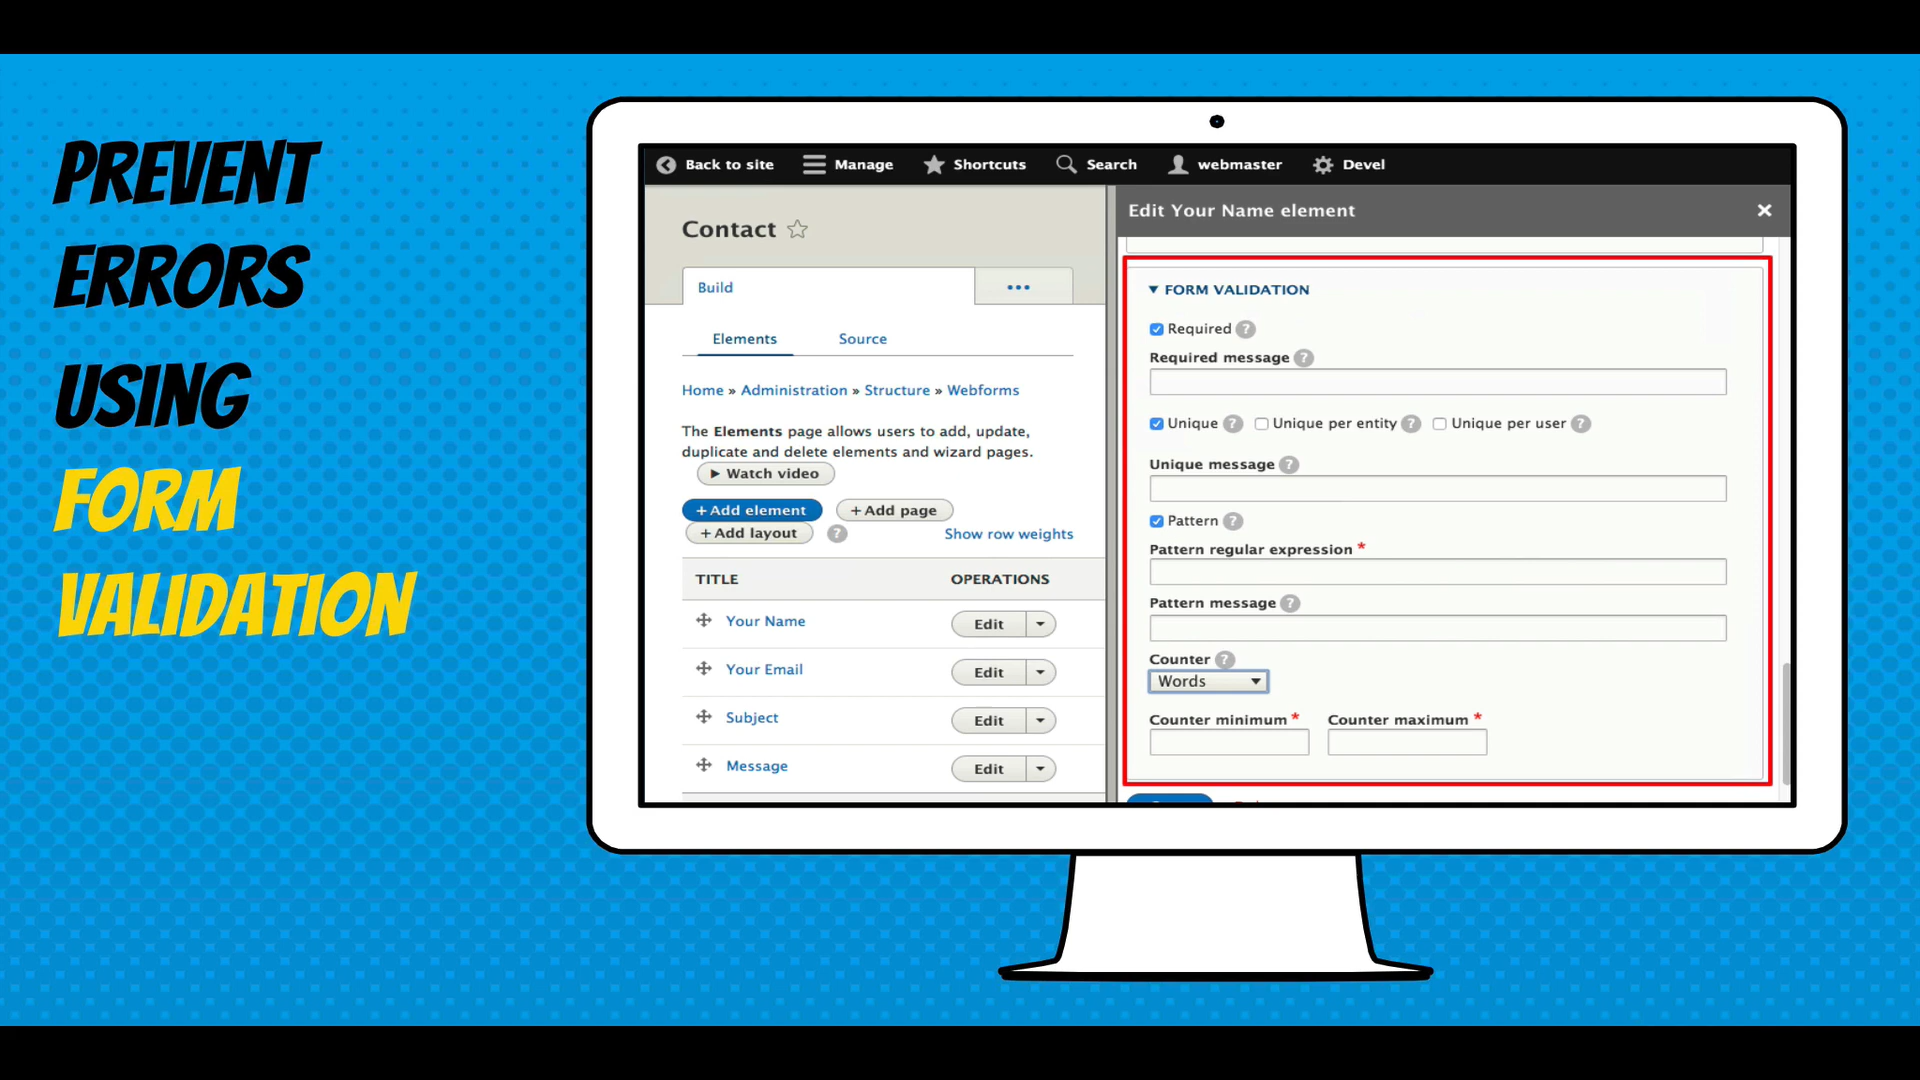 PREVENT
ERRORS
USING
FORM
VALIDATION
Back to site Manage Shortcuts Search webmaster Devel
Contact
Build •••
Elements Source
Home » Administration » Structure » Webforms
The Elements page allows users to add, update,
duplicate and delete elements and wizard pages.
Watch video
+Add element +Add page
+Add layout ? Show row weights
TITLE OPERATIONS
Your Name Edit
Your Email Edit
Subject Edit
Message Edit
Edit Your Name element ×
FORM VALIDATION
Required ?
Required message ?
Unique ? Unique per entity ? Unique per user ?
Unique message ?
Pattern ?
Pattern regular expression *
Pattern message ?
Counter ?
Words
Counter minimum * Counter maximum *